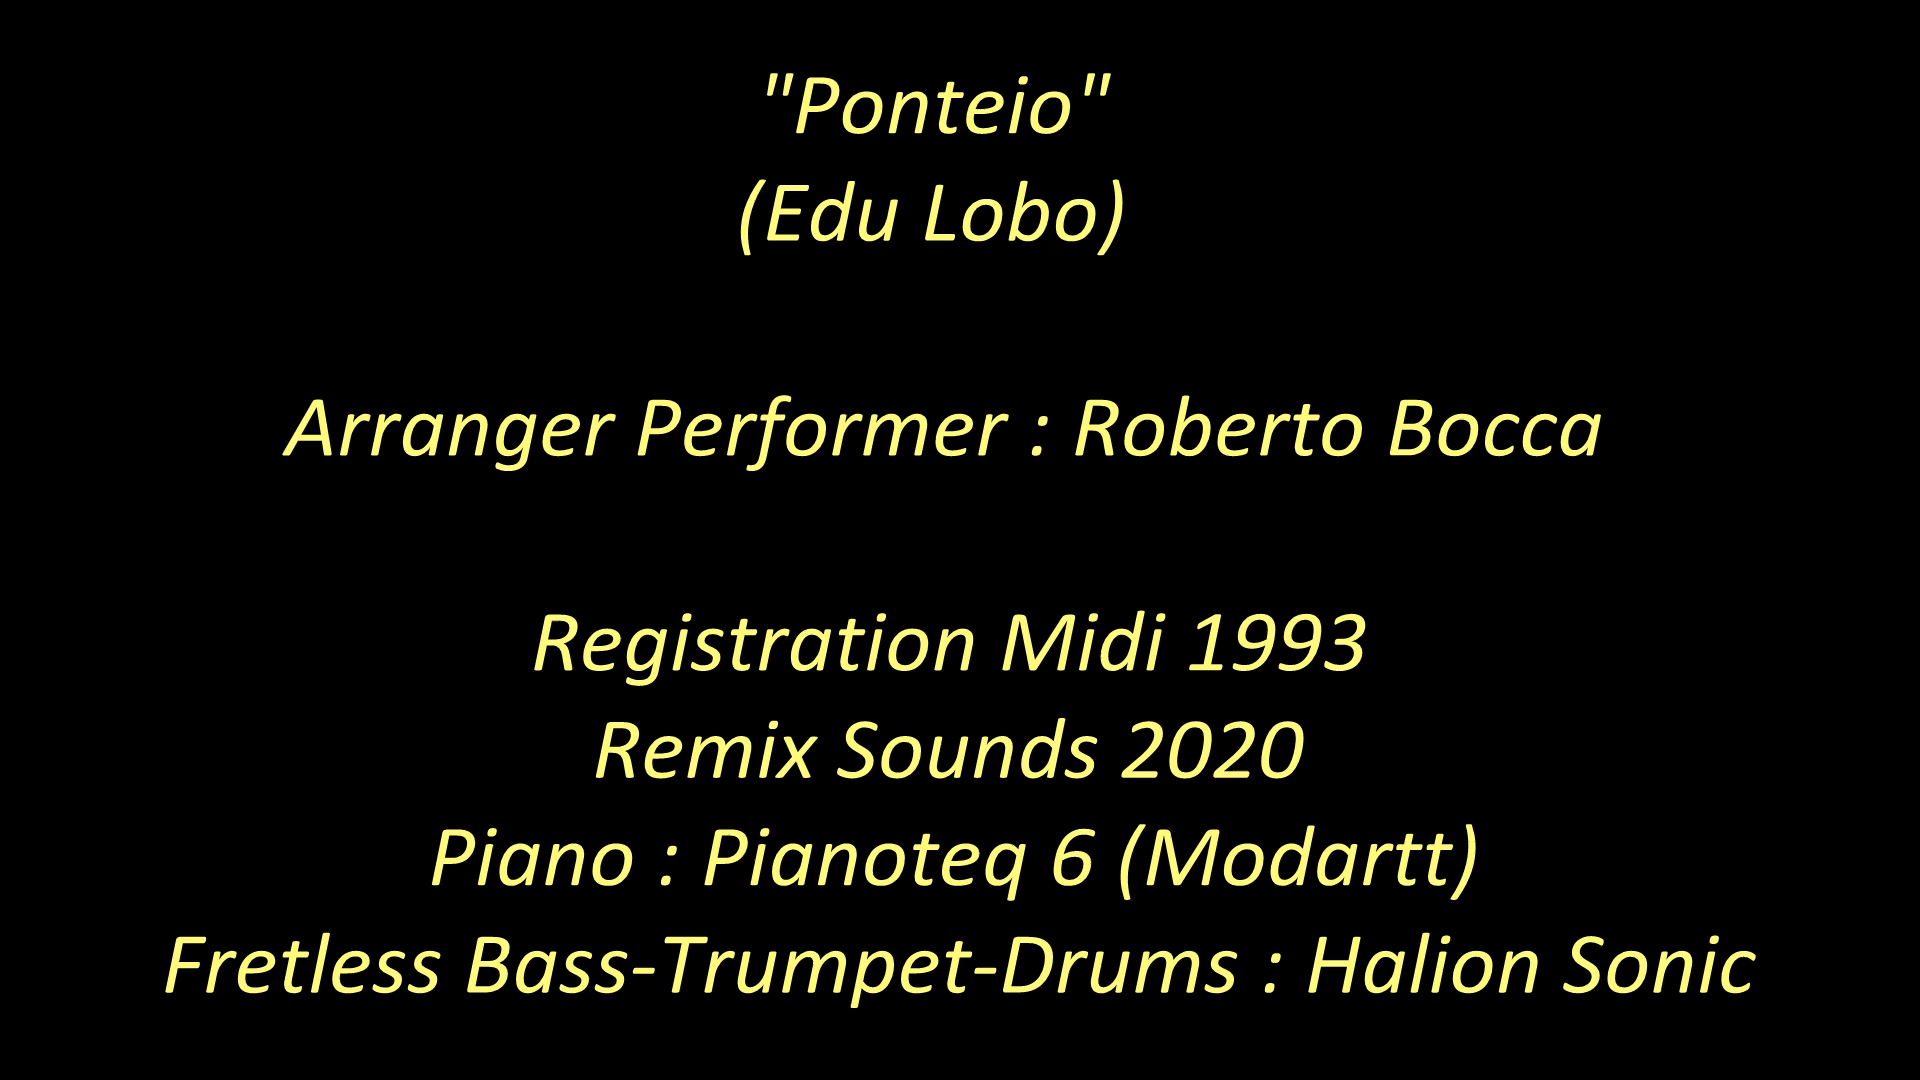 "Ponteio"
(Edu Lobo)
Arranger Performer : Roberto Bocca
Registration Midi 1993
Remix Sounds 2020
Piano : Pianoteq 6 (Modartt)
Fretless Bass-Trumpet-Drums : Halion Sonic